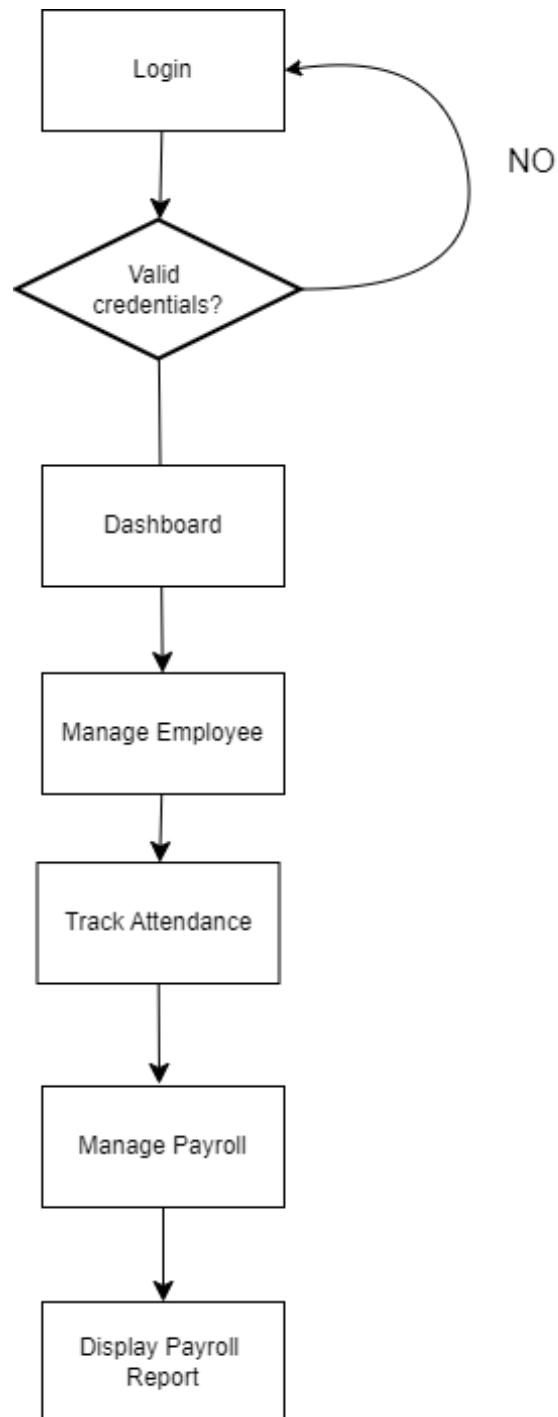 Login
NO
Valid
credentials?
Dashboard
Manage Employee
Track Attendance
Manage Payroll
Display Payroll
Report